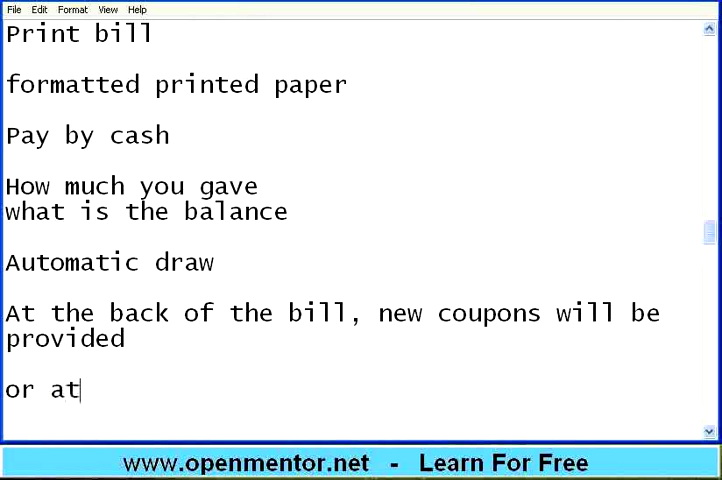 File Edit Format View Help
Print bill
formatted printed paper
Pay by cash
How much you gave
what is the balance
Automatic draw
At the back of the bill, new coupons will be
provided
or at
www.openmentor.net - Learn For Free